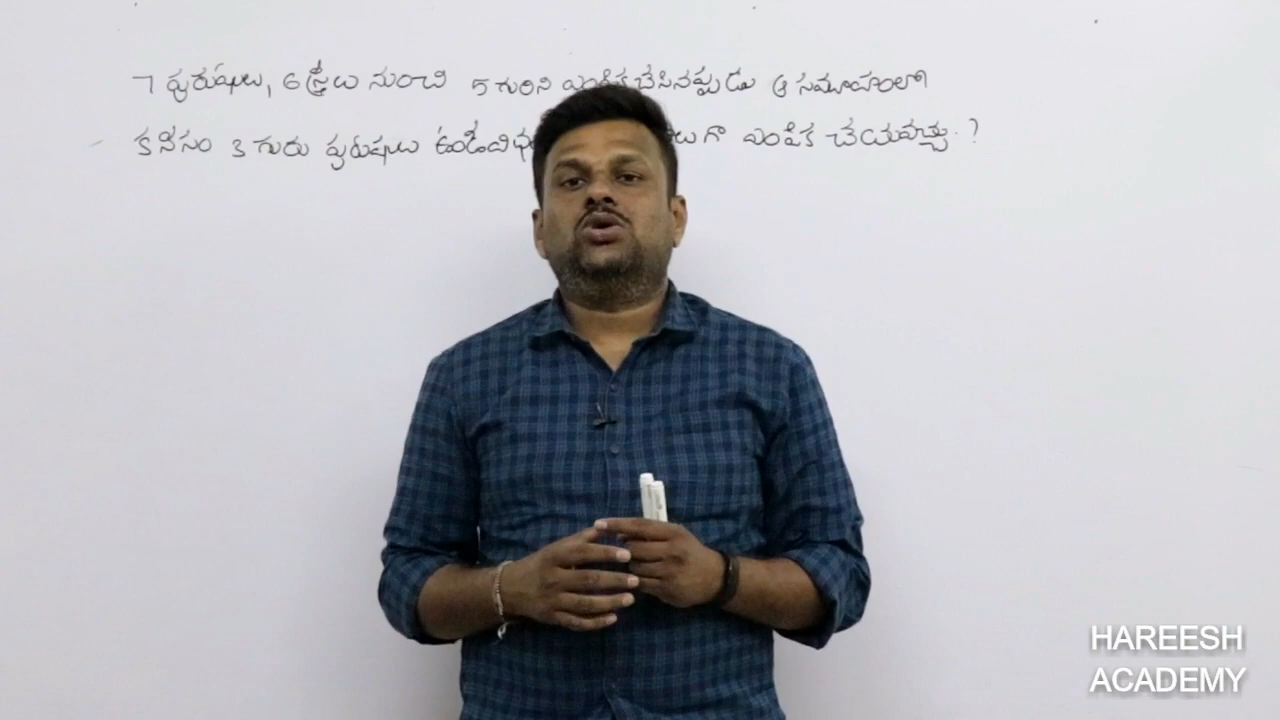 7 పురుషులు, 6 స్త్రీలు నుంచి 5 గురిని ఎంపిక చేసినప్పుడు ఆ సమూహంలో
కనీసం 3 గురు పురుషులు ఎంపిక చేయవచ్చు. ?
HAREESH
ACADEMY